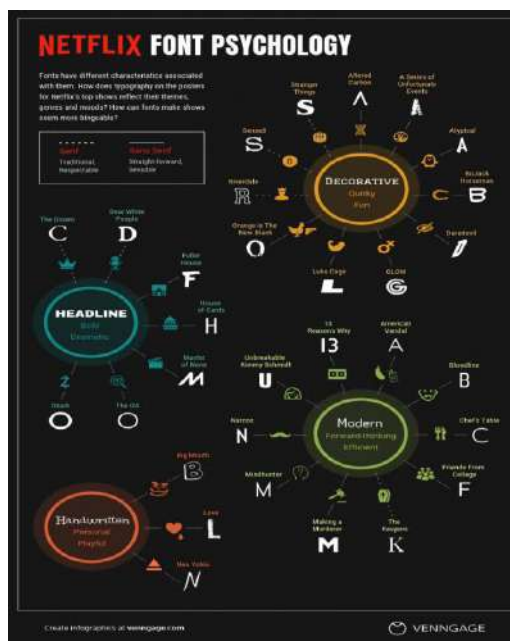 NETFLIX FONT PSYCHOLOGY
Fonts have different characteristics associated
with them. How does typography on the posters
for Netflix's top shows reflect their themes,
genres and moods? How can fonts make shows
seem more bingeable?
Serif
Traditional,
Respectable
Sans Serif
Straight-forward,
Sensible
DECORATIVE
Quirky
Fun
Stranger
Things
S
Altered
Carbon
A
A Series of
Unfortunate
Events
A
Atypical
A
BoJack
Horseman
B
Daredevil
D
GLOW
G
Luke Cage
L
Orange Is The
New Black
O
Riverdale
R
Sense8
S
HEADLINE
Bold
Dramatic
The Crown
C
Dear White
People
D
Fuller
House
F
House
of Cards
H
Master
of None
M
The OA
O
Ozark
O
Modern
Forward-thinking
Efficient
13
Reasons Why
13
American
Vandal
A
Bloodline
B
Chef's Table
C
Friends From
College
F
The
Keepers
K
Making a
Murderer
M
Mindhunter
M
Narcos
N
Unbreakable
Kimmy Schmidt
U
Handwritten
Personal
Playful
Big Mouth
B
Love
L
Neo Yokio
N
Create infographics at venngage.com
VENNGAGE